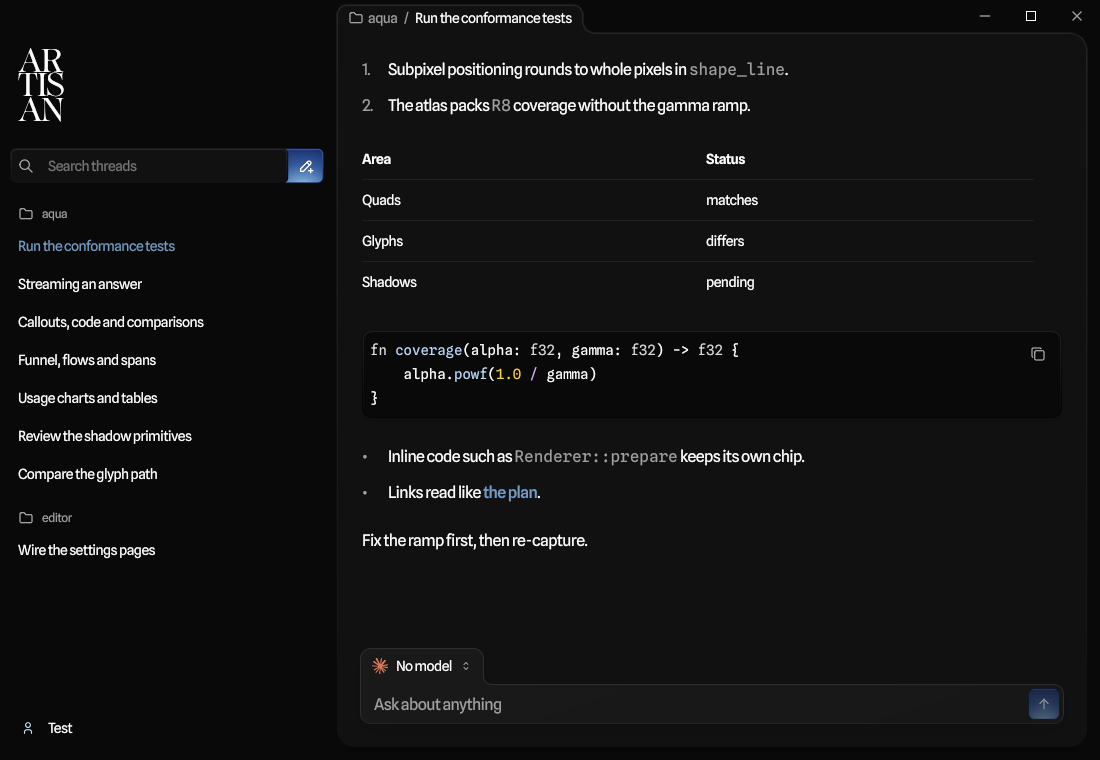 aqua / Run the conformance tests
ARTISAN
Search threads
aqua
Run the conformance tests
Streaming an answer
Callouts, code and comparisons
Funnel, flows and spans
Usage charts and tables
Review the shadow primitives
Compare the glyph path
editor
Wire the settings pages
Test
1. Subpixel positioning rounds to whole pixels in shape_line.
2. The atlas packs R8 coverage without the gamma ramp.
Area Status
Quads matches
Glyphs differs
Shadows pending
fn coverage(alpha: f32, gamma: f32) -> f32 {
    alpha.powf(1.0 / gamma)
}
• Inline code such as Renderer::prepare keeps its own chip.
• Links read like the plan.
Fix the ramp first, then re-capture.
No model
Ask about anything